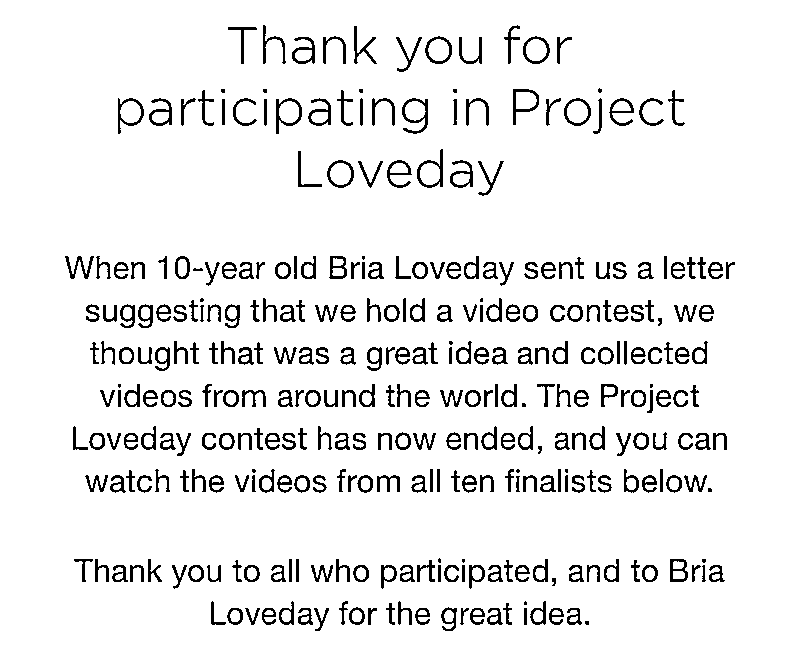 Thank you for
participating in Project
Loveday
When 10-year old Bria Loveday sent us a letter
suggesting that we hold a video contest, we
thought that was a great idea and collected
videos from around the world. The Project
Loveday contest has now ended, and you can
watch the videos from all ten finalists below.
Thank you to all who participated, and to Bria
Loveday for the great idea.